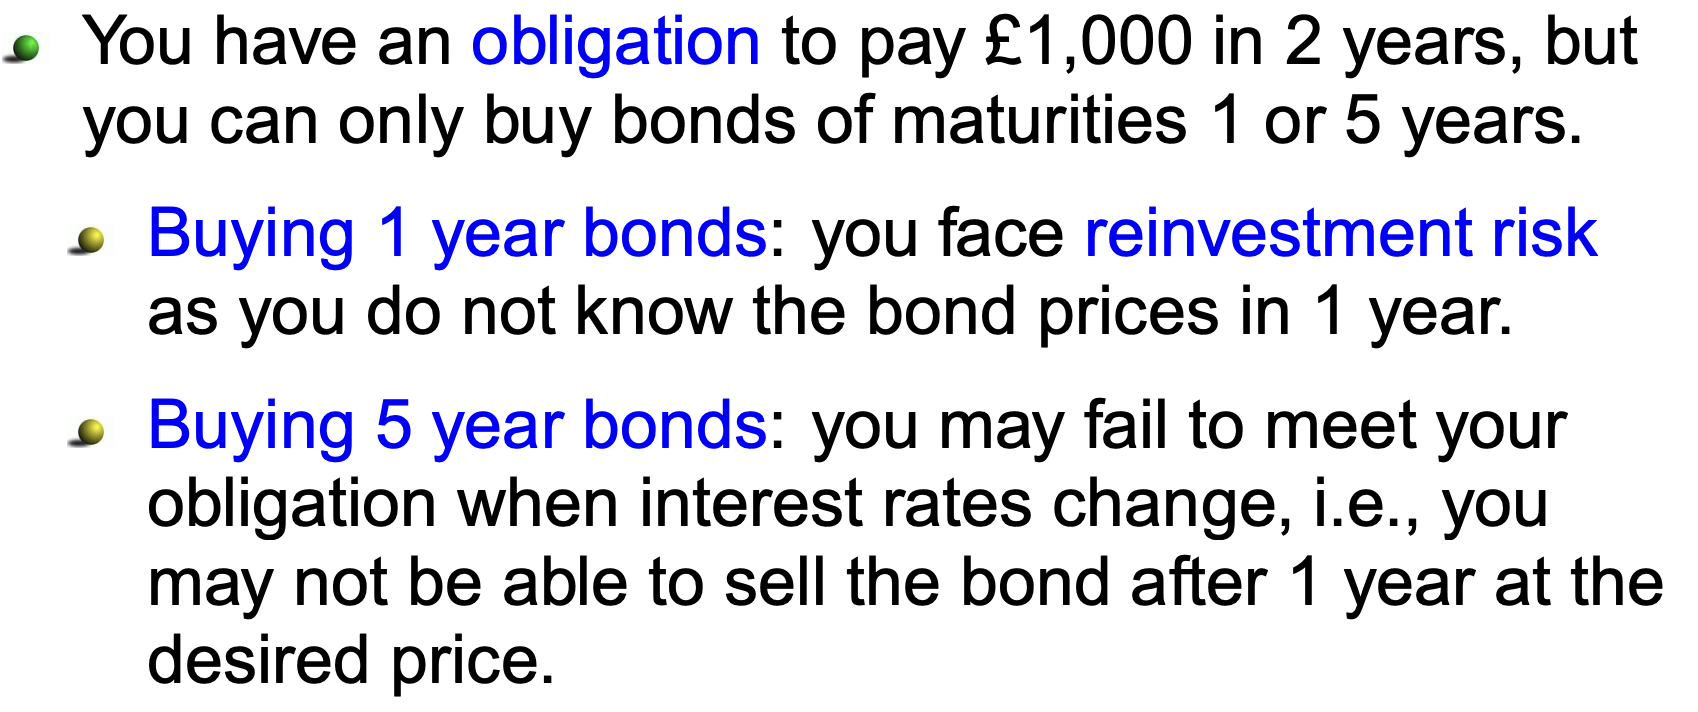 You have an obligation to pay £1,000 in 2 years, but
you can only buy bonds of maturities 1 or 5 years.
Buying 1 year bonds: you face reinvestment risk
as you do not know the bond prices in 1 year.
Buying 5 year bonds: you may fail to meet your
obligation when interest rates change, i.e., you
may not be able to sell the bond after 1 year at the
desired price.